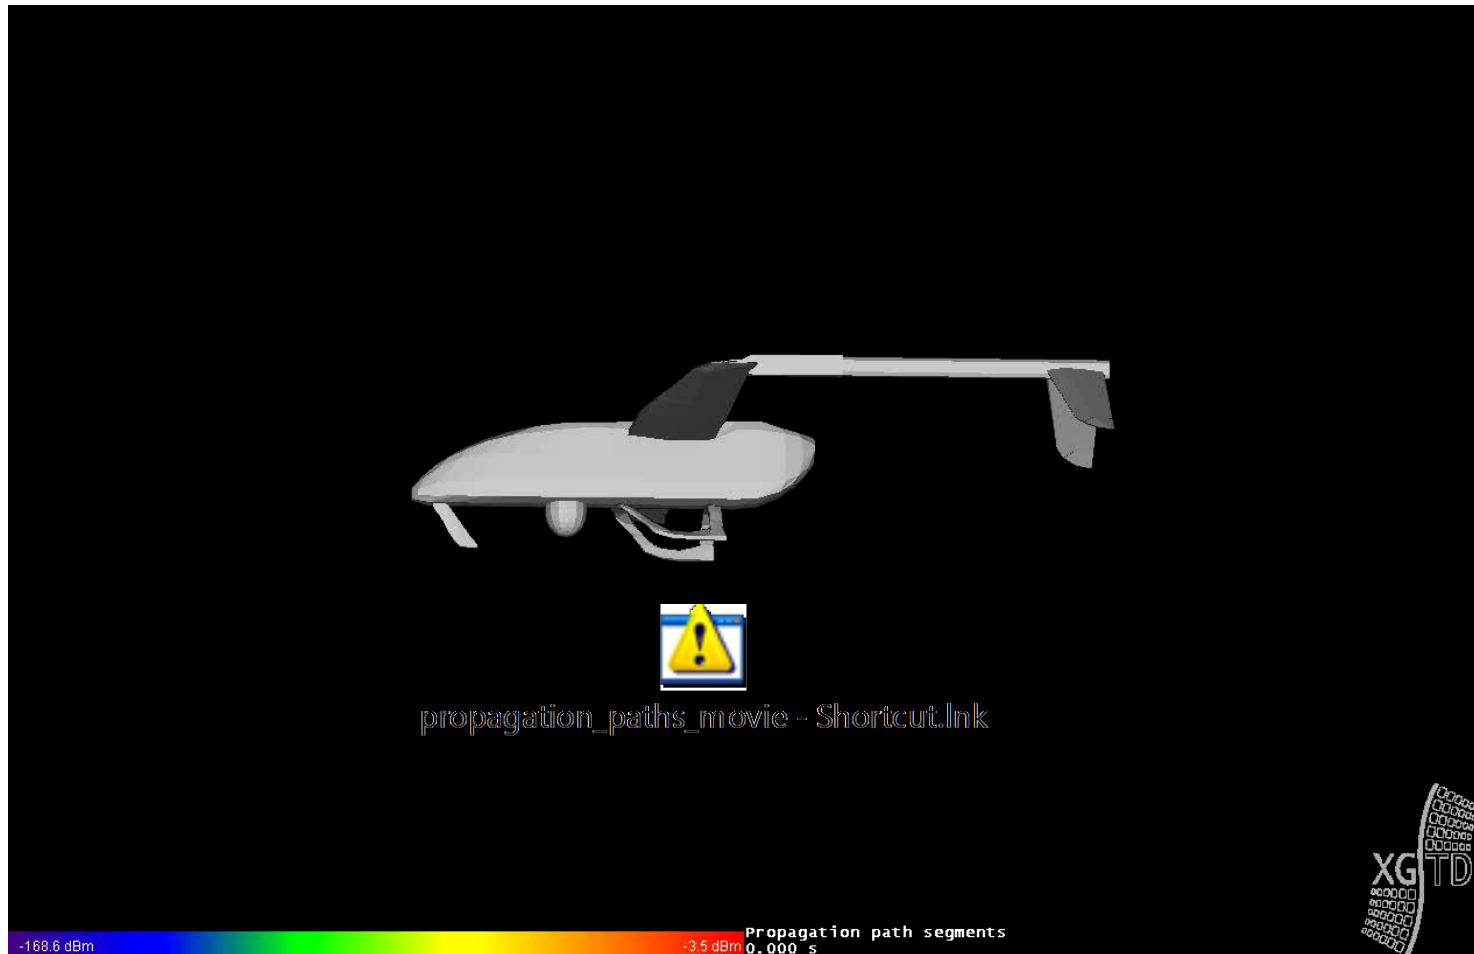 propagation_paths_movie - Shortcut.lnk
XGTD
-168.6 dBm
-3.5 dBm
Propagation path segments
0.000 s